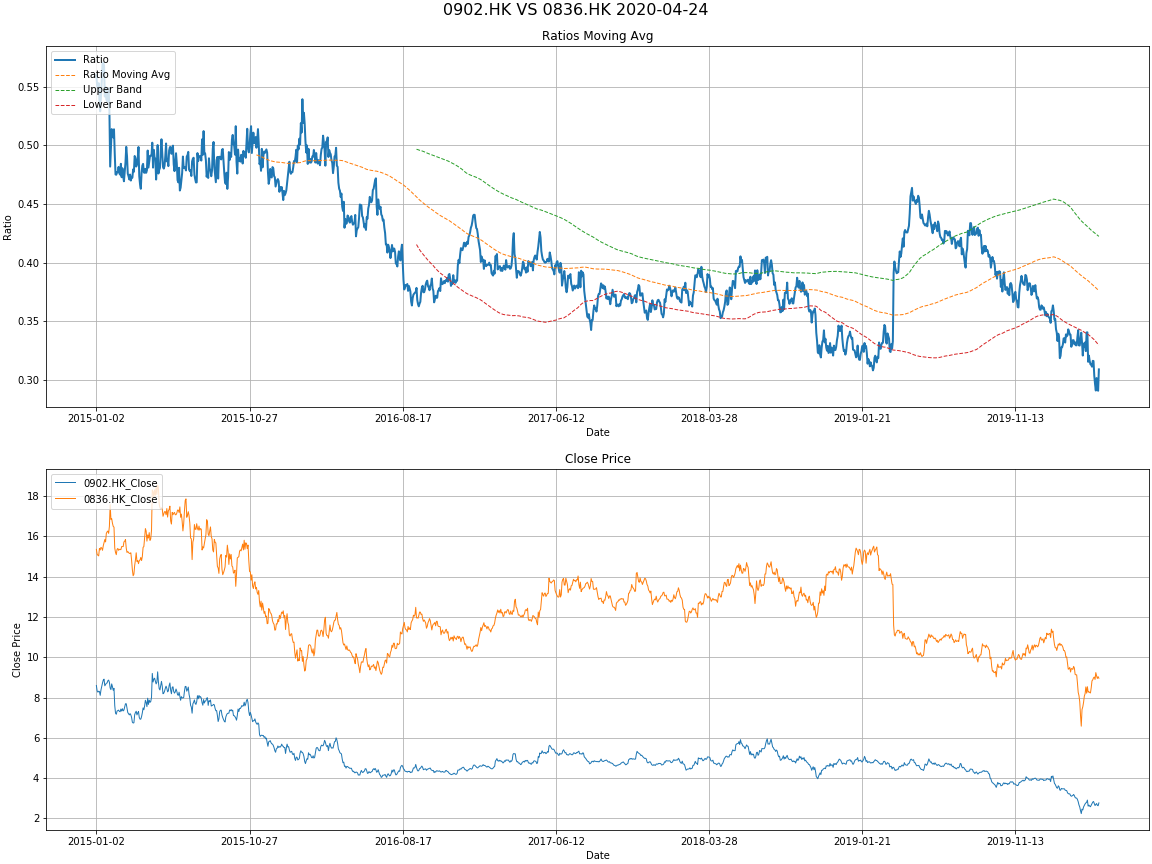 0902.HK VS 0836.HK 2020-04-24
Ratios Moving Avg
Ratio
Ratio Moving Avg
Upper Band
Lower Band
0.55
0.50
0.45
0.40
0.35
0.30
Ratio
2015-01-02 2015-10-27 2016-08-17 2017-06-12 2018-03-28 2019-01-21 2019-11-13
Date
Close Price
0902.HK_Close
0836.HK_Close
18
16
14
12
10
8
6
4
2
Close Price
2015-01-02 2015-10-27 2016-08-17 2017-06-12 2018-03-28 2019-01-21 2019-11-13
Date